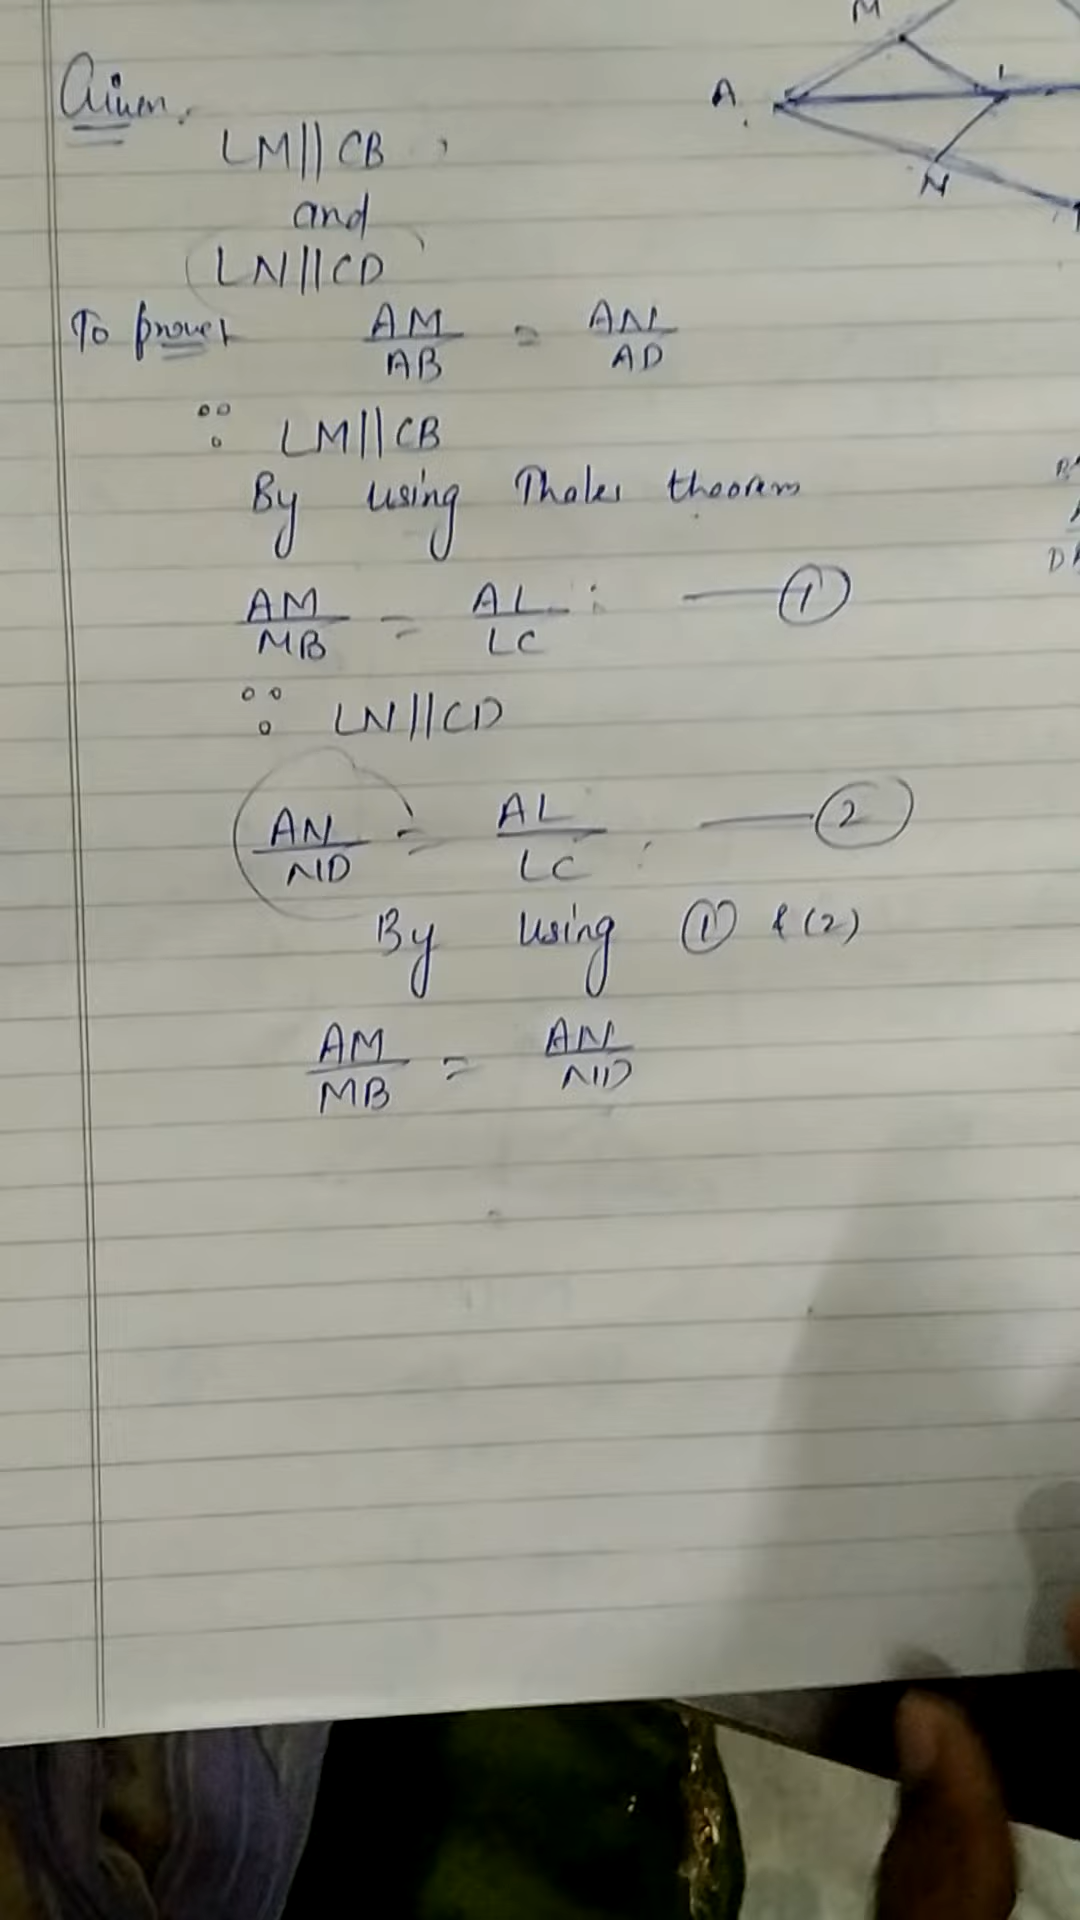 M
A.
L
N
Given.
LM || CB ,
and
LN || CD
To prove
AM/AB = AN/AD
∵ LM || CB
By using Thales theorem
AM/MB = AL/LC —— ①
∵ LN || CD
AN/ND = AL/LC —— ②
By using ① & (2)
AM/MB = AN/ND